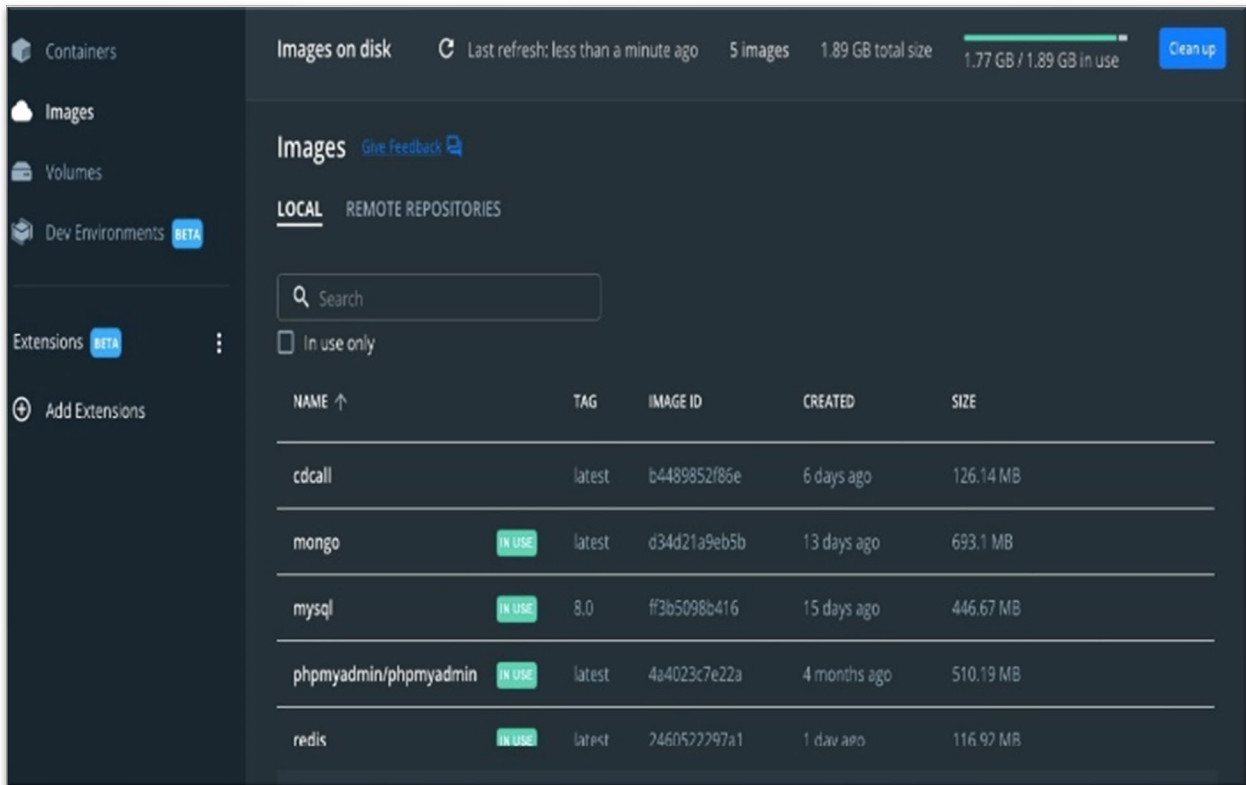 Containers
Images
Volumes
Dev Environments BETA
Extensions BETA
Add Extensions
Images on disk Last refresh: less than a minute ago 5 images 1.89 GB total size 1.77 GB / 1.89 GB in use Clean up
Images Give Feedback
LOCAL REMOTE REPOSITORIES
Search
In use only
NAME TAG IMAGE ID CREATED SIZE
cdcall latest b4489852f86e 6 days ago 126.14 MB
mongo IN USE latest d34d21a9eb5b 13 days ago 693.1 MB
mysql IN USE 8.0 ff3b5098b416 15 days ago 446.67 MB
phpmyadmin/phpmyadmin IN USE latest 4a4023c7e22a 4 months ago 510.19 MB
redis IN USE latest 2460522297a1 1 day ago 116.92 MB